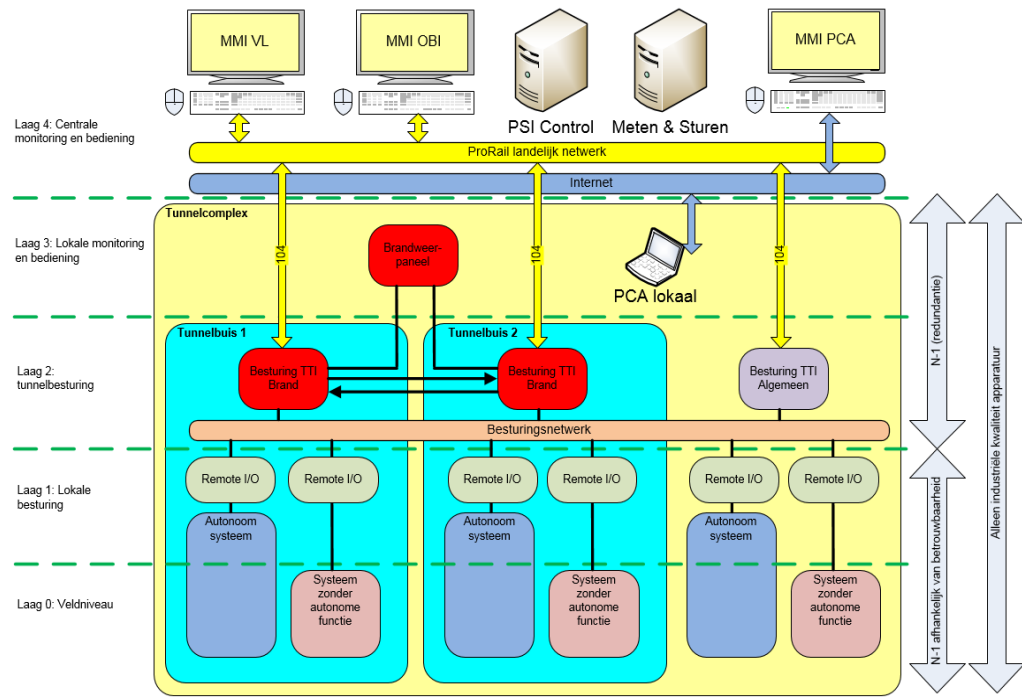 MMI VL
MMI OBI
MMI PCA
PSI Control
Meten & Sturen
Laag 4: Centrale
monitoring en bediening
ProRail landelijk netwerk
Internet
Tunnelcomplex
Laag 3: Lokale monitoring
en bediening
Brandweer-
paneel
104
104
104
PCA lokaal
N-1 (redundantie)
Alleen industriële kwaliteit apparatuur
Tunnelbuis 1
Tunnelbuis 2
Laag 2:
tunnelbesturing
Besturing TTI
Brand
Besturing TTI
Brand
Besturing TTI
Algemeen
Besturingsnetwerk
Laag 1: Lokale
besturing
Remote I/O
Remote I/O
Remote I/O
Remote I/O
Remote I/O
Remote I/O
N-1 afhankelijk van betrouwbaarheid
Autonoom
systeem
Autonoom
systeem
Autonoom
systeem
Laag 0: Veldniveau
Systeem
zonder
autonome
functie
Systeem
zonder
autonome
functie
Systeem
zonder
autonome
functie